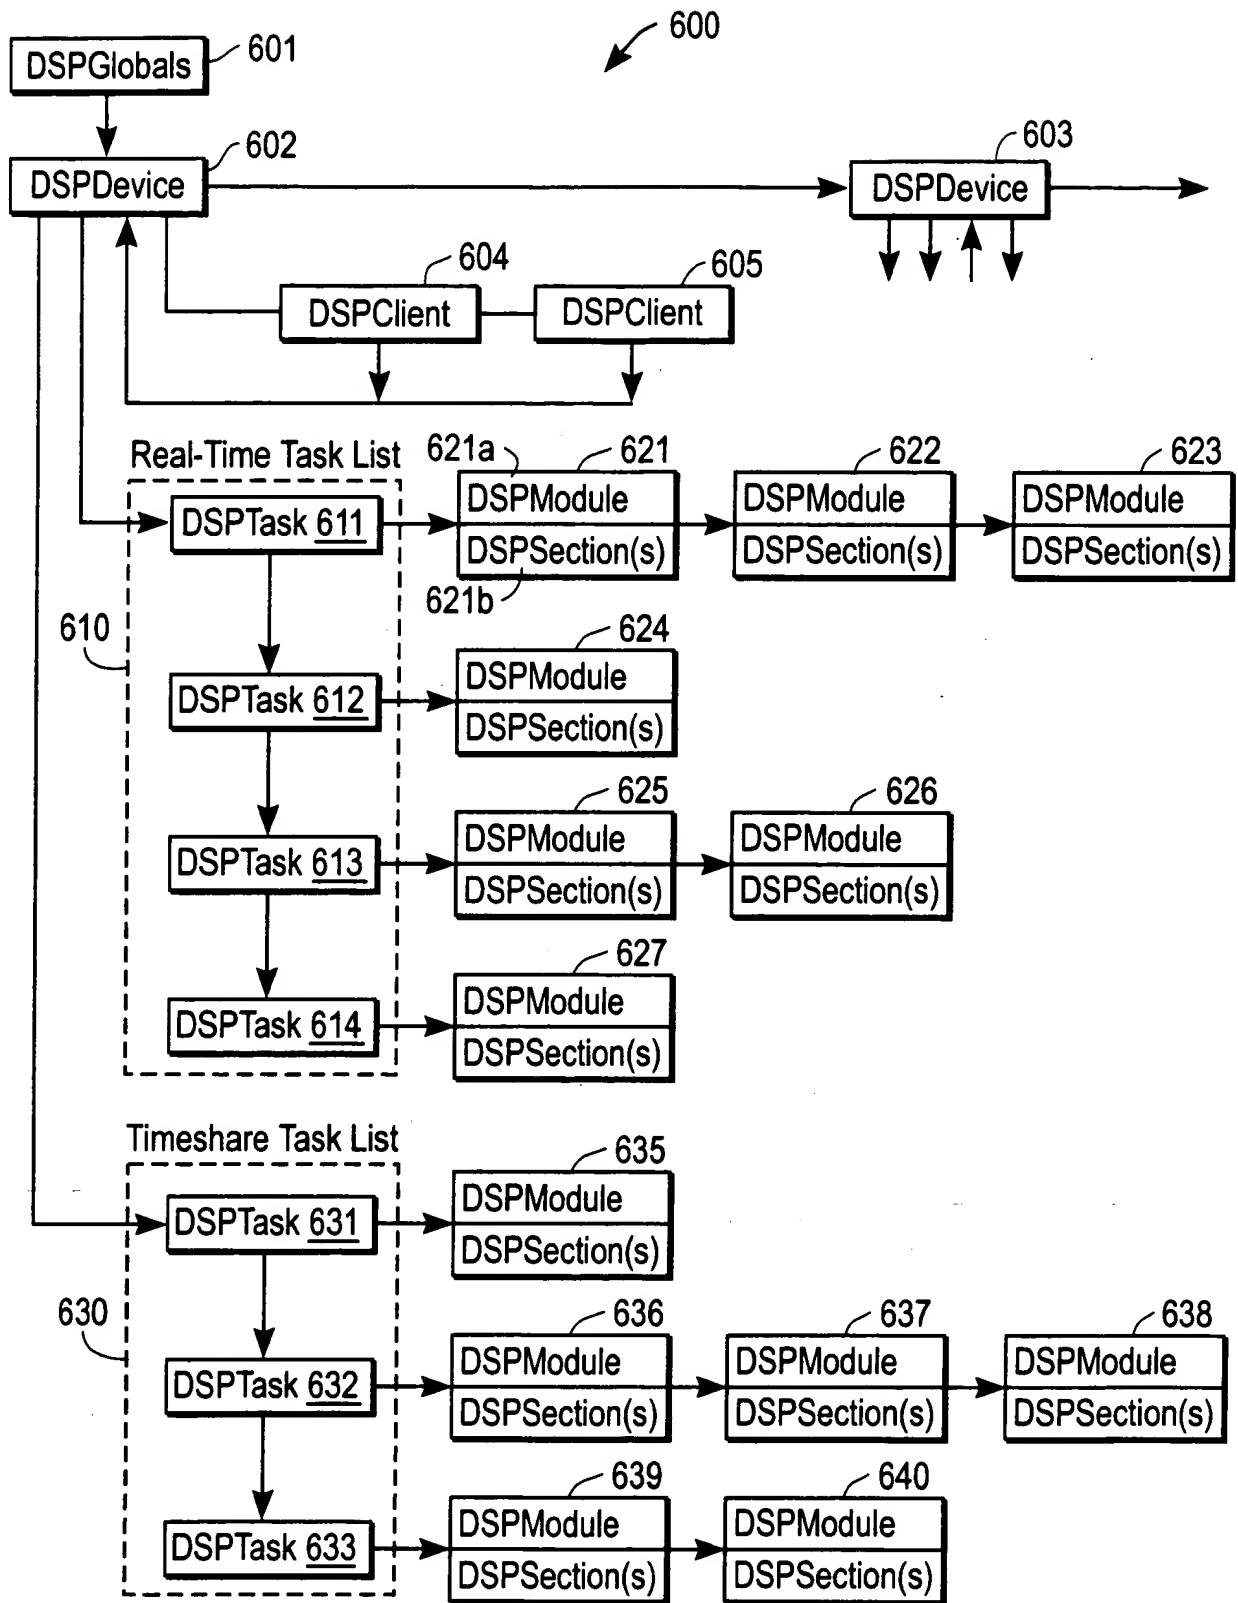 600
601
DSPGlobals
602
DSPDevice
603
DSPDevice
604
DSPClient
605
DSPClient
Real-Time Task List
610
DSPTask 611
621a
621
DSPModule
DSPSection(s)
621b
622
DSPModule
DSPSection(s)
623
DSPModule
DSPSection(s)
DSPTask 612
624
DSPModule
DSPSection(s)
DSPTask 613
625
DSPModule
DSPSection(s)
626
DSPModule
DSPSection(s)
DSPTask 614
627
DSPModule
DSPSection(s)
Timeshare Task List
630
DSPTask 631
635
DSPModule
DSPSection(s)
DSPTask 632
636
DSPModule
DSPSection(s)
637
DSPModule
DSPSection(s)
638
DSPModule
DSPSection(s)
DSPTask 633
639
DSPModule
DSPSection(s)
640
DSPModule
DSPSection(s)